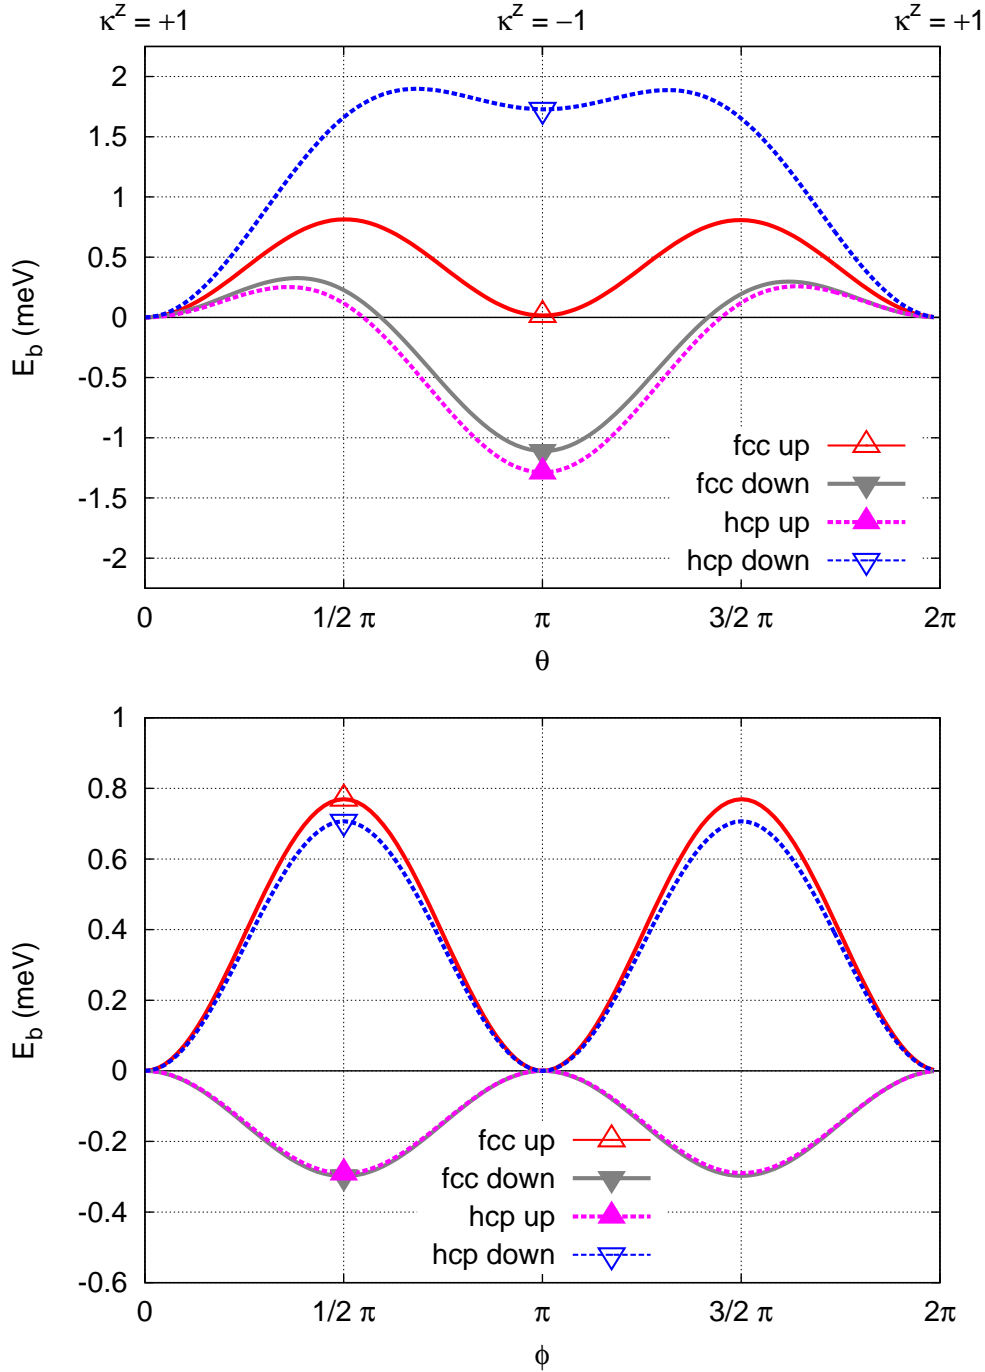 κ^z = +1 κ^z = −1 κ^z = +1
2
1.5
1
0.5
0
-0.5
-1
-1.5
-2
E_b (meV)
fcc up
fcc down
hcp up
hcp down
0 1/2 π π 3/2 π 2π
θ
1
0.8
0.6
0.4
0.2
0
-0.2
-0.4
-0.6
E_b (meV)
fcc up
fcc down
hcp up
hcp down
0 1/2 π π 3/2 π 2π
ϕ